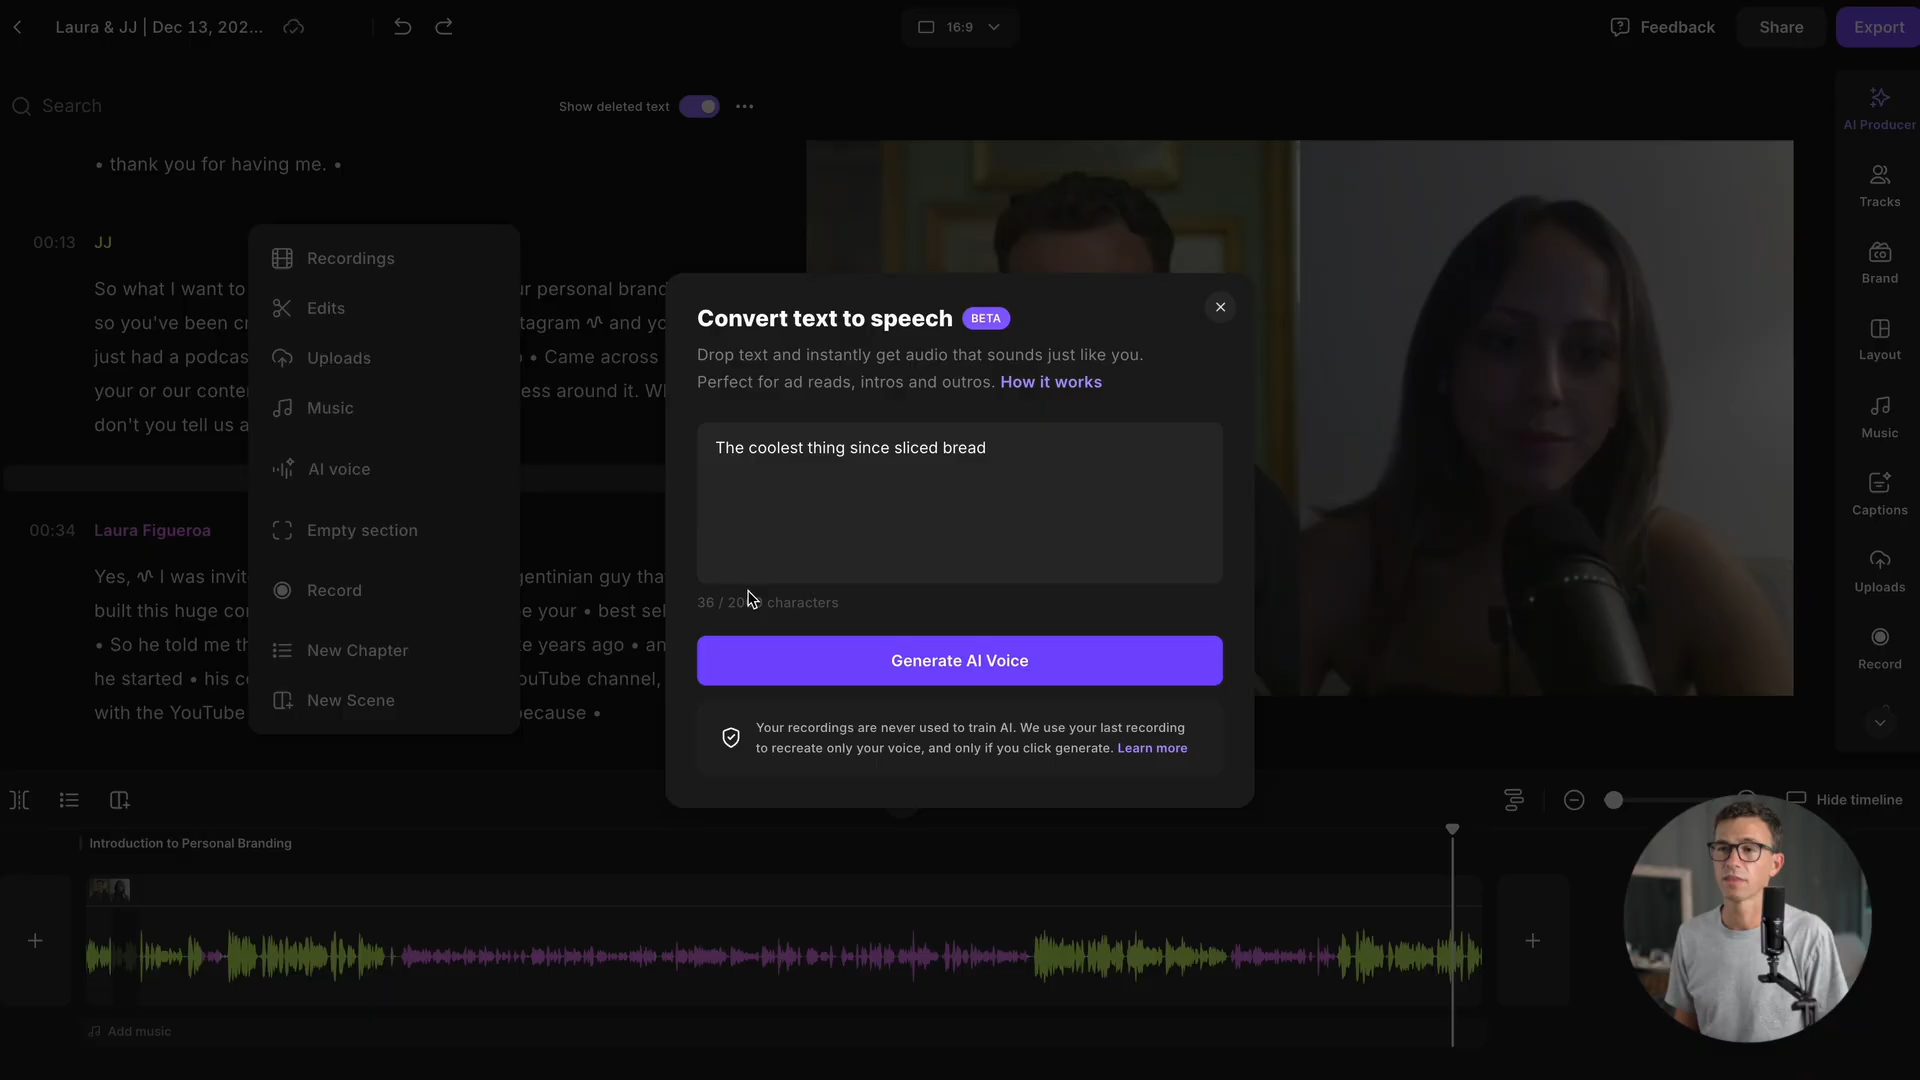 Laura & JJ | Dec 13, 202...
16:9
Feedback
Share
Export
Search
Show deleted text
AI Producer
• thank you for having me. •
Tracks
00:13 JJ
Recordings
Brand
So what I want to
ur personal brand
Edits
so you've been cr
tagram and yo
Convert text to speech BETA
Layout
just had a podcas
Uploads
• Came across
Drop text and instantly get audio that sounds just like you.
Perfect for ad reads, intros and outros. How it works
your or our conte
ess around it. W
Music
Music
don't you tell us a
The coolest thing since sliced bread
AI voice
Captions
00:34 Laura Figueroa
Empty section
Yes, I was invit
gentinian guy tha
Uploads
Record
built this huge co
e your • best sel
36 / 20 characters
• So he told me th
e years ago • an
New Chapter
Generate AI Voice
Record
he started • his co
ouTube channel,
New Scene
with the YouTube
ecause •
Your recordings are never used to train AI. We use your last recording
to recreate only your voice, and only if you click generate. Learn more
Hide timeline
Introduction to Personal Branding
Add music